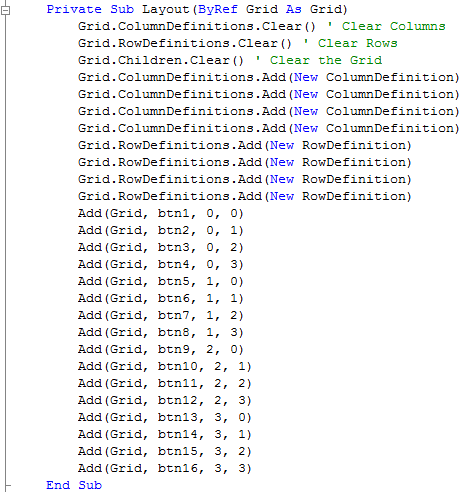 Private Sub Layout(ByRef Grid As Grid)
Grid.ColumnDefinitions.Clear() ' Clear Columns
Grid.RowDefinitions.Clear() ' Clear Rows
Grid.Children.Clear() ' Clear the Grid
Grid.ColumnDefinitions.Add(New ColumnDefinition)
Grid.ColumnDefinitions.Add(New ColumnDefinition)
Grid.ColumnDefinitions.Add(New ColumnDefinition)
Grid.ColumnDefinitions.Add(New ColumnDefinition)
Grid.RowDefinitions.Add(New RowDefinition)
Grid.RowDefinitions.Add(New RowDefinition)
Grid.RowDefinitions.Add(New RowDefinition)
Grid.RowDefinitions.Add(New RowDefinition)
Add(Grid, btn1, 0, 0)
Add(Grid, btn2, 0, 1)
Add(Grid, btn3, 0, 2)
Add(Grid, btn4, 0, 3)
Add(Grid, btn5, 1, 0)
Add(Grid, btn6, 1, 1)
Add(Grid, btn7, 1, 2)
Add(Grid, btn8, 1, 3)
Add(Grid, btn9, 2, 0)
Add(Grid, btn10, 2, 1)
Add(Grid, btn11, 2, 2)
Add(Grid, btn12, 2, 3)
Add(Grid, btn13, 3, 0)
Add(Grid, btn14, 3, 1)
Add(Grid, btn15, 3, 2)
Add(Grid, btn16, 3, 3)
End Sub